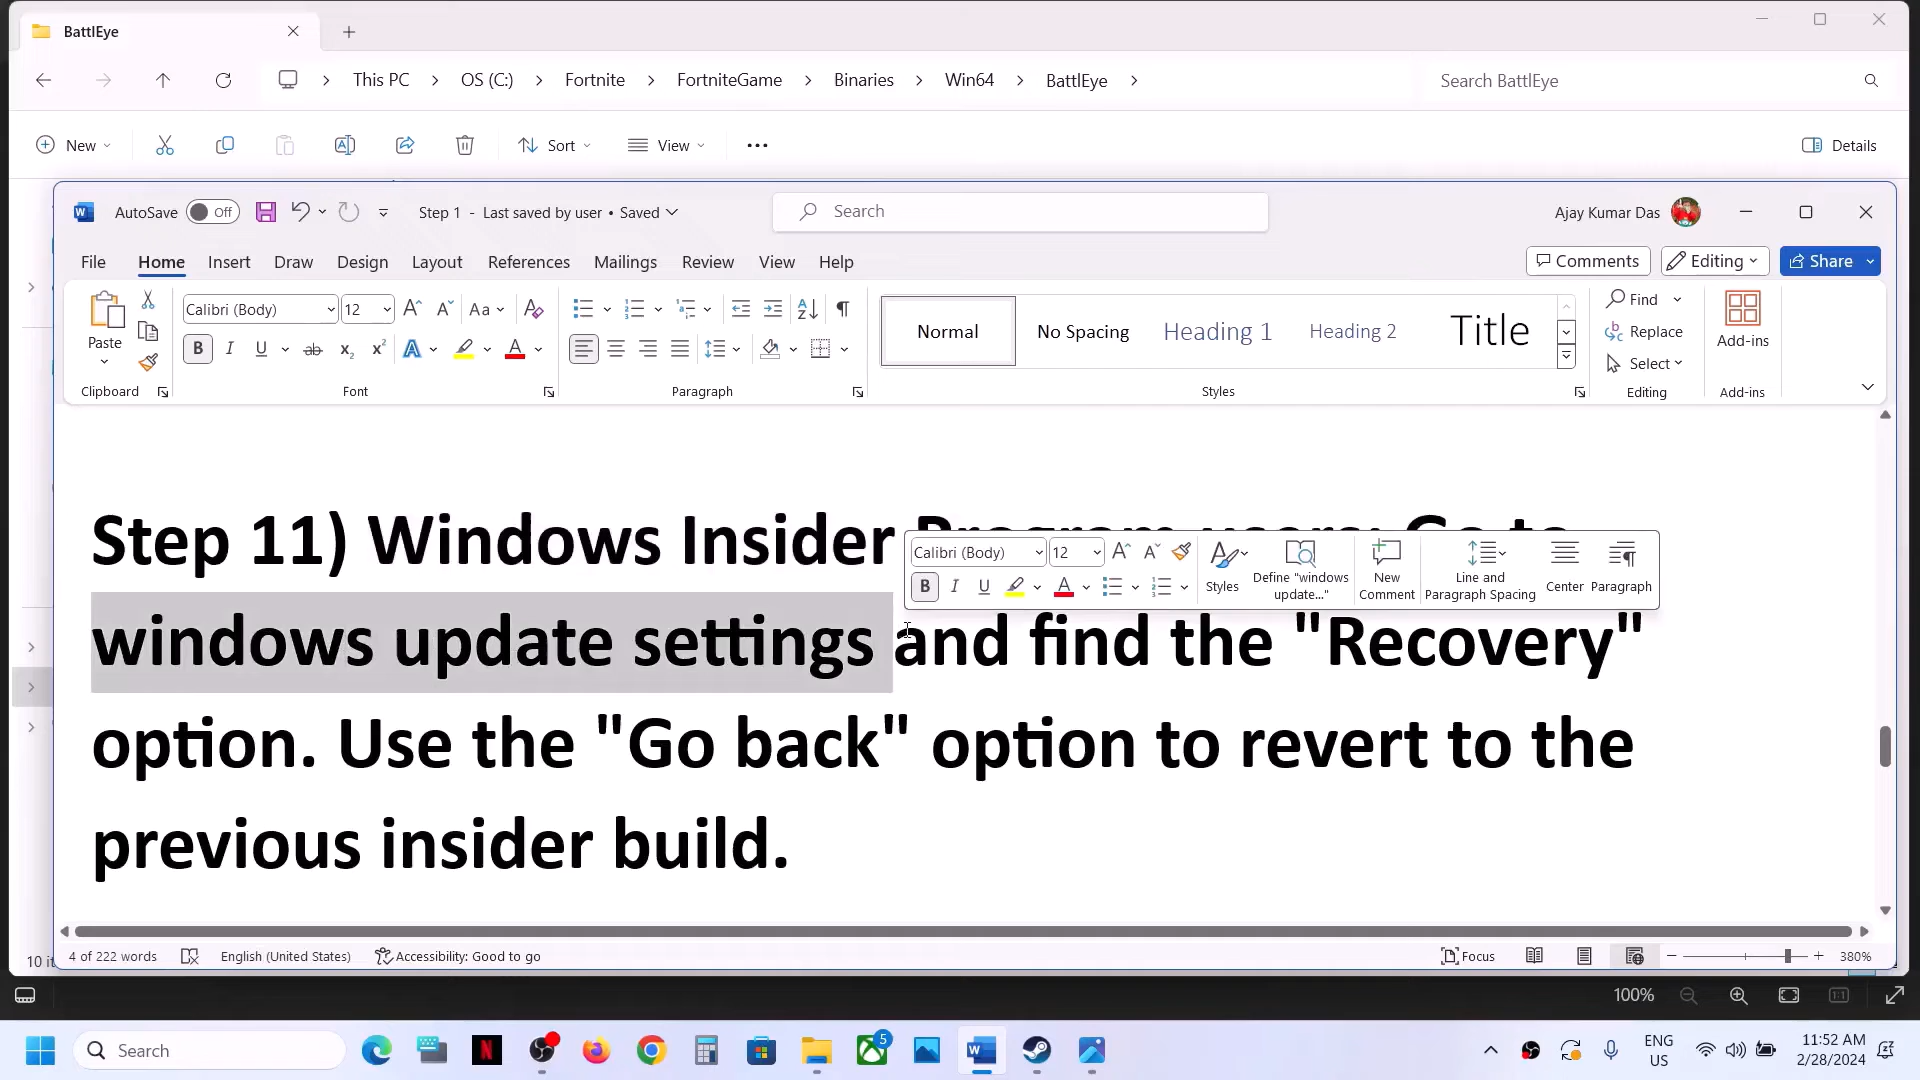 BattlEye
This PC > OS (C:) > Fortnite > FortniteGame > Binaries > Win64 > BattlEye >
Search BattlEye
New
Sort
View
Details
AutoSave Off
Step 1 - Last saved by user • Saved
Search
Ajay Kumar Das
File Home Insert Draw Design Layout References Mailings Review View Help
Comments
Editing
Share
Paste
Clipboard
Calibri (Body) 12
Font
Paragraph
Normal
No Spacing
Heading 1
Heading 2
Title
Styles
Find
Replace
Select
Editing
Add-ins
Add-ins
Step 11) Windows Insider Program users: Go to
windows update settings and find the "Recovery"
option. Use the "Go back" option to revert to the
previous insider build.
Calibri (Body) 12
Styles
Define "windows
update..."
New
Comment
Line and
Paragraph Spacing
Center
Paragraph
4 of 222 words
English (United States)
Accessibility: Good to go
Focus
380%
10
100%
Search
5
ENG
US
11:52 AM
2/28/2024